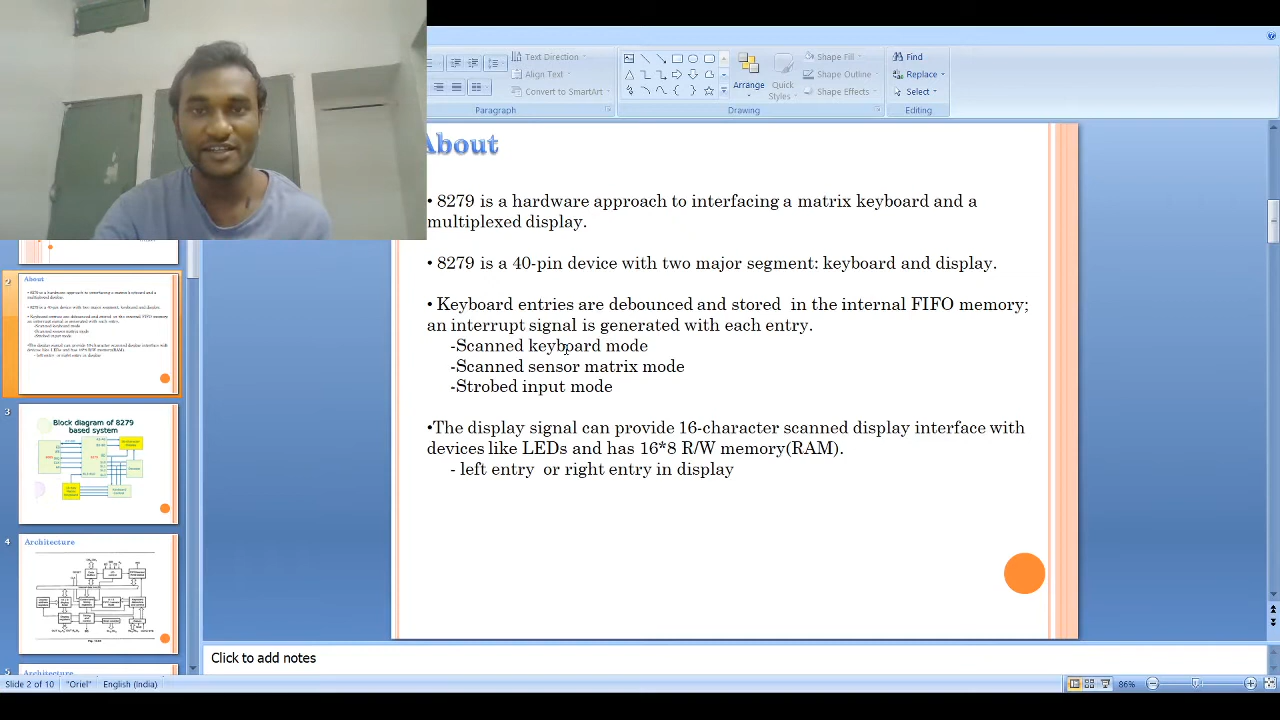 Text Direction
Align Text
Convert to SmartArt
Paragraph
Arrange
Quick
Styles
Shape Fill
Shape Outline
Shape Effects
Drawing
Find
Replace
Select
Editing
About
• 8279 is a hardware approach to interfacing a matrix keyboard and a
multiplexed display.
• 8279 is a 40-pin device with two major segment: keyboard and display.
• Keyboard entries are debounced and stored in the internal FIFO memory;
an interrupt signal is generated with each entry.
-Scanned keyboard mode
-Scanned sensor matrix mode
-Strobed input mode
•The display signal can provide 16-character scanned display interface with
devices like LEDs and has 16*8 R/W memory(RAM).
- left entry or right entry in display
2
About
3
Block diagram of 8279
based system
4
Architecture
5
Architecture
Click to add notes
Slide 2 of 10
"Oriel"
English (India)
86%